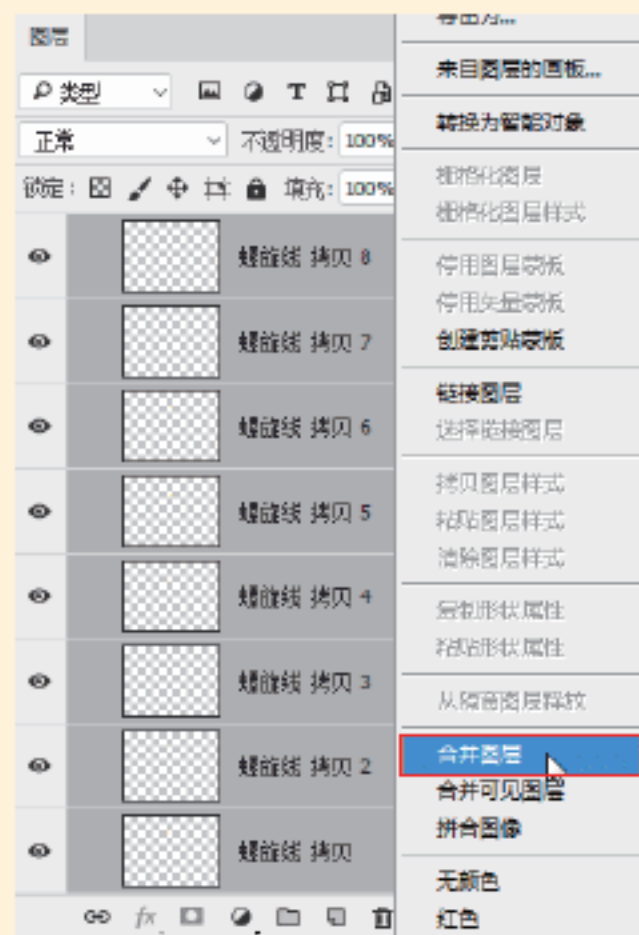 图层
类型
正常
不透明度: 100%
锁定:
填充: 100%
螺旋线 拷贝 8
螺旋线 拷贝 7
螺旋线 拷贝 6
螺旋线 拷贝 5
螺旋线 拷贝 4
螺旋线 拷贝 3
螺旋线 拷贝 2
螺旋线 拷贝
fx
导出为...
来自图层的画板...
转换为智能对象
栅格化图层
栅格化图层样式
停用图层蒙版
停用矢量蒙版
创建剪贴蒙版
链接图层
选择链接图层
拷贝图层样式
粘贴图层样式
清除图层样式
复制形状属性
粘贴形状属性
从隔离图层释放
合并图层
合并可见图层
拼合图像
无颜色
红色